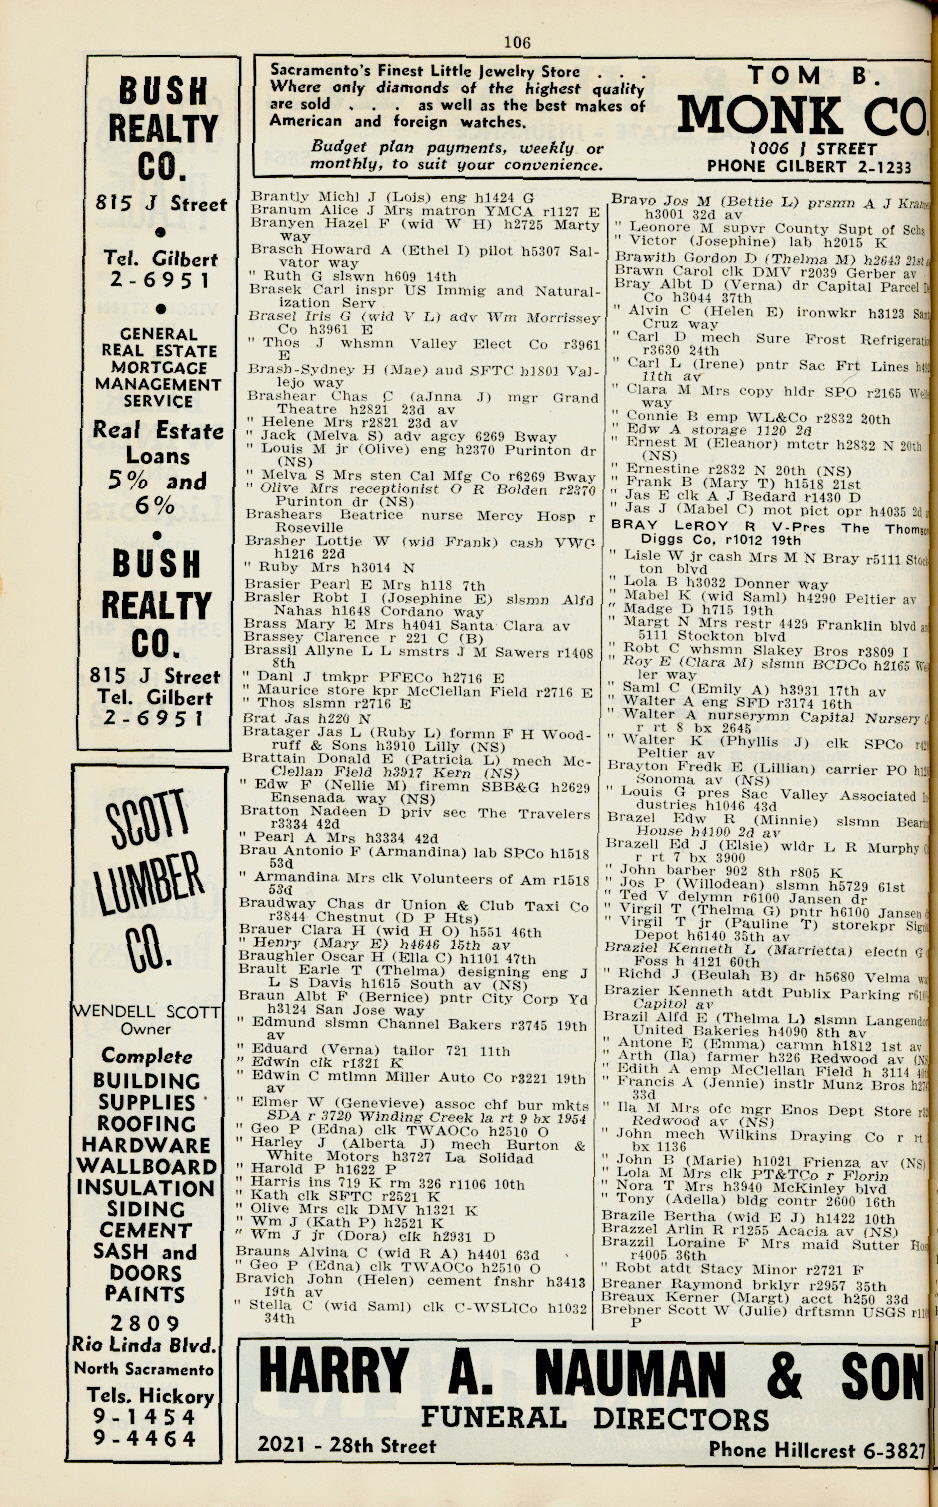 106
BUSH
REALTY
CO.
815 J Street
•
Tel. Gilbert
2-6951
•
GENERAL
REAL ESTATE
MORTGAGE
MANAGEMENT
SERVICE
Real Estate
Loans
5% and
6%
•
BUSH
REALTY
CO.
815 J Street
Tel. Gilbert
2-6951
SCOTT
LUMBER
CO.
WENDELL SCOTT
Owner
Complete
BUILDING
SUPPLIES
ROOFING
HARDWARE
WALLBOARD
INSULATION
SIDING
CEMENT
SASH and
DOORS
PAINTS
2809
Rio Linda Blvd.
North Sacramento
Tels. Hickory
9-1454
9-4464
Sacramento's Finest Little Jewelry Store . . .
Where only diamonds of the highest quality
are sold . . . as well as the best makes of
American and foreign watches.
Budget plan payments, weekly or
monthly, to suit your convenience.
TOM B.
MONK CO.
1006 J STREET
PHONE GILBERT 2-1233
Brantly Michl J (Lois) eng h1424 G
Branum Alice J Mrs matron YMCA r1127 E
Branyen Hazel F (wid W H) h2725 Marty
way
Brasch Howard A (Ethel I) pilot h5307 Sal-
vator way
" Ruth G slswn h609 14th
Brasek Carl inspr US Immig and Natural-
ization Serv
Brasel Iris G (wid V L) adv Wm Morrissey
Co h3961 E
" Thos J whsmn Valley Elect Co r3961
E
Brash-Sydney H (Mae) aud SFTC h1801 Val-
lejo way
Brashear Chas C (aJnna J) mgr Grand
Theatre h2821 23d av
" Helene Mrs r2821 23d av
" Jack (Melva S) adv agcy 6269 Bway
" Louis M jr (Olive) eng h2370 Purinton dr
(NS)
" Melva S Mrs sten Cal Mfg Co r6269 Bway
" Olive Mrs receptionist O R Bolden r2370
Purinton dr (NS)
Brashears Beatrice nurse Mercy Hosp r
Roseville
Brasher Lottie W (wid Frank) cash VWG
h1216 22d
" Ruby Mrs h3014 N
Brasier Pearl E Mrs h118 7th
Brasler Robt I (Josephine E) slsmn Alfd
Nahas h1648 Cordano way
Brass Mary E Mrs h4041 Santa Clara av
Brassey Clarence r 221 C (B)
Brassil Allyne L L smstrs J M Sawers r1408
8th
" Danl J tmkpr PFECo h2716 E
" Maurice store kpr McClellan Field r2716 E
" Thos slsmn r2716 E
Brat Jas h220 N
Bratager Jas L (Ruby L) formn F H Wood-
ruff & Sons h3910 Lilly (NS)
Brattain Donald E (Patricia L) mech Mc-
Clellan Field h3917 Kern (NS)
" Edw F (Nellie M) firemn SBB&G h2629
Ensenada way (NS)
Bratton Nadeen D priv sec The Travelers
r3334 42d
" Pearl A Mrs h3334 42d
Brau Antonio F (Armandina) lab SPCo h1518
53d
" Armandina Mrs clk Volunteers of Am r1518
53d
Braudway Chas dr Union & Club Taxi Co
r3844 Chestnut (D P Hts)
Brauer Clara H (wid H O) h551 46th
" Henry (Mary E) h4646 15th av
Braughler Oscar H (Ella C) h1101 47th
Brault Earle T (Thelma) designing eng J
L S Davis h1615 South av (NS)
Braun Albt F (Bernice) pntr City Corp Yd
h3124 San Jose way
" Edmund slsmn Channel Bakers r3745 19th
av
" Eduard (Verna) tailor 721 11th
" Edwin clk r1321 K
" Edwin C mtlmn Miller Auto Co r3221 19th
av
" Elmer W (Genevieve) assoc chf bur mkts
SDA r 3720 Winding Creek la rt 9 bx 1954
" Geo P (Edna) clk TWAOCo h2510 O
" Harley J (Alberta J) mech Burton &
White Motors h3727 La Solidad
" Harold P h1622 P
" Harris ins 719 K rm 326 r1106 10th
" Kath clk SFTC r2521 K
" Olive Mrs clk DMV h1321 K
" Wm J (Kath P) h2521 K
" Wm J jr (Dora) clk h2931 D
Brauns Alvina C (wid R A) h4401 63d
" Geo P (Edna) clk TWAOCo h2510 O
Bravich John (Helen) cement fnshr h3413
19th av
" Stella C (wid Saml) clk C-WSLICo h1032
34th
Bravo Jos M (Bettie L) prsmn A J
h3001 32d av
" Leonore M supvr County Supt of Schs
" Victor (Josephine) lab h2015 K
Brawith Gordon D (Thelma M) h2643 21st
Brawn Carol clk DMV r2039 Gerber av
Bray Albt D (Verna) dr Capital Parcel
Co h3044 37th
" Alvin C (Helen E) ironwkr h3123
Cruz way
" Carl D mech Sure Frost
r3630 24th
" Carl L (Irene) pntr Sac Frt Lines
11th av
" Clara M Mrs copy hldr SPO r2165
way
" Connie B emp WL&Co r2832 20th
" Edw A storage 1120 2d
" Ernest M (Eleanor) mtctr h2832 N 20th
(NS)
" Ernestine r2832 N 20th (NS)
" Frank B (Mary T) h1518 21st
" Jas E clk A J Bedard r1430 D
" Jas J (Mabel C) mot pict opr h4035 2d
BRAY LeROY R V-Pres The
Diggs Co, r1012 19th
" Lisle W jr cash Mrs M N Bray r5111
ton blvd
" Lola B h3032 Donner way
" Mabel K (wid Saml) h4290 Peltier av
" Madge D h715 19th
" Margt N Mrs restr 4429 Franklin blvd
5111 Stockton blvd
" Robt C whsmn Slakey Bros r3809 I
" Roy E (Clara M) slsmn BCDCo h2165
ler way
" Saml C (Emily A) h3931 17th av
" Walter A eng SFD r3174 16th
" Walter A nurserymn Capital Nursery
r rt 8 bx 2645
" Walter K (Phyllis J) clk SPCo
Peltier av
Brayton Fredk E (Lillian) carrier PO
Sonoma av (NS)
" Louis G pres Sac Valley Associated
dustries h1046 43d
Brazel Edw R (Minnie) slsmn
House h4100 2d av
Brazell Ed J (Elsie) wldr L R Murphy
r rt 7 bx 3900
" John barber 902 8th r805 K
" Jos P (Willodean) slsmn h5729 61st
" Ted V delymn r6100 Jansen dr
" Virgil T (Thelma G) pntr h6100 Jansen
" Virgil T jr (Pauline T) storekpr
Depot h6140 35th av
Braziel Kenneth L (Marrietta) electn
Foss h 4121 60th
" Richd J (Beulah B) dr h5680 Velma
Brazier Kenneth atdt Publix Parking
Capitol av
Brazil Alfd E (Thelma L) slsmn
United Bakeries h4090 8th av
" Antone E (Emma) carmn h1812 1st av
" Arth (Ila) farmer h326 Redwood av
" Edith A emp McClellan Field h 3114
" Francis A (Jennie) instlr Munz Bros
33d
" Ila M Mrs ofc mgr Enos Dept Store
Redwood av (NS)
" John mech Wilkins Draying Co r rt
bx 1136
" John B (Marie) h1021 Frienza av (NS)
" Lola M Mrs clk PT&TCo r Florin
" Nora T Mrs h3940 McKinley blvd
" Tony (Adella) bldg contr 2600 16th
Brazile Bertha (wid E J) h1422 10th
Brazzel Arlin R r1255 Acacia av (NS)
Brazzil Loraine F Mrs maid Sutter
r4005 36th
" Robt atdt Stacy Minor r2721 F
Breaner Raymond brklyr r2957 35th
Breaux Kerner (Margt) acct h250 33d
Brebner Scott W (Julie) drftsmn USGS
P
HARRY A. NAUMAN & SON
FUNERAL DIRECTORS
2021 - 28th Street
Phone Hillcrest 6-3827